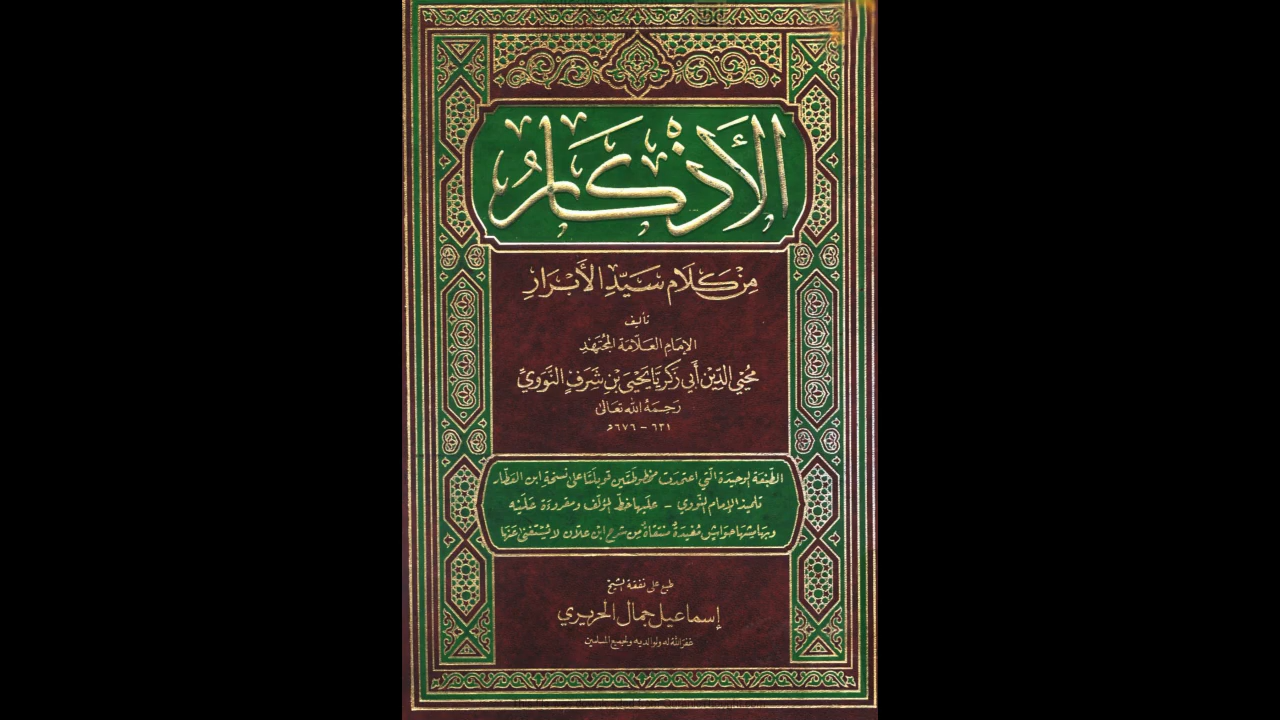 الأذكار
من كلام سيد الأبرار
تأليف
الإمام العلامة المجتهد
محيي الدين أبي زكريا يحيى بن شرف النووي
رحمه الله تعالى
٦٣١ - ٦٧٦ ه
الطبعة الوحيدة التي اعتمدت مخطوطتين قوبلتا على نسخة ابن العطار
تلميذ الإمام النووي - عليها خط المؤلف ومقروءة عليه
وبهامشها حواش مفيدة منتقاة من شرح ابن علان لا يستغنى عنها
طبع على نفقة الشيخ
إسماعيل جمال الحريري
غفر الله له ولوالديه ولجميع المسلمين